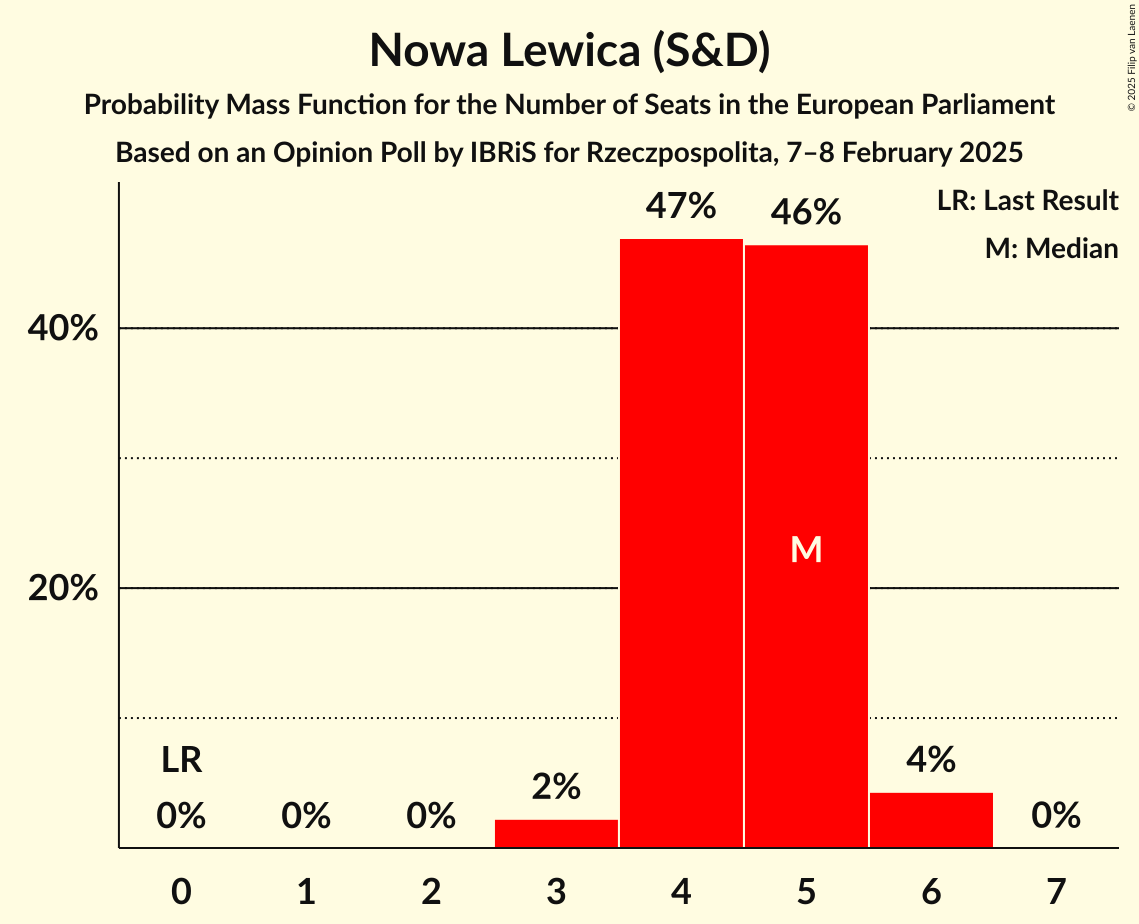 Nowa Lewica (S&D)
Probability Mass Function for the Number of Seats in the European Parliament
Based on an Opinion Poll by IBRiS for Rzeczpospolita, 7–8 February 2025
© 2025 Filip van Laenen
LR: Last Result
M: Median
40%
20%
47%
46%
M
LR
0%
0%
0%
2%
4%
0%
0 1 2 3 4 5 6 7